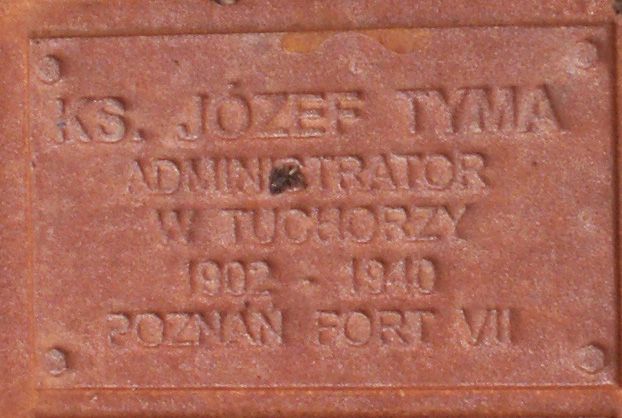 KS. JÓZEF TYMA
ADMINISTRATOR
W TUCHORZY
1902 - 1940
POZNAŃ FORT VII